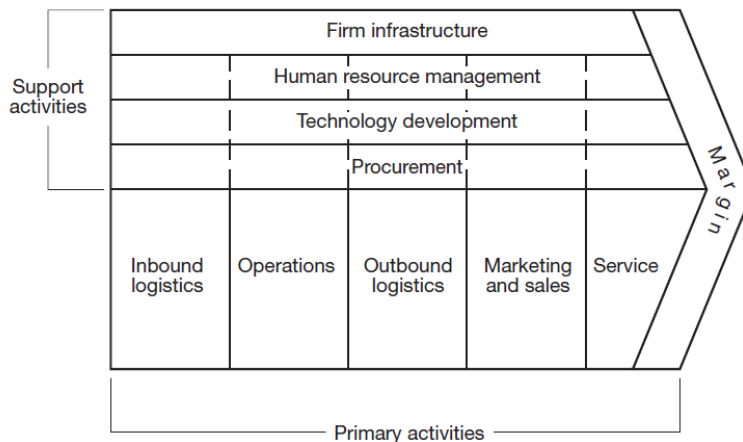 Firm infrastructure
Support
activities
Human resource management
Technology development
Procurement
Margin
Inbound
logistics
Operations
Outbound
logistics
Marketing
and sales
Service
Primary activities